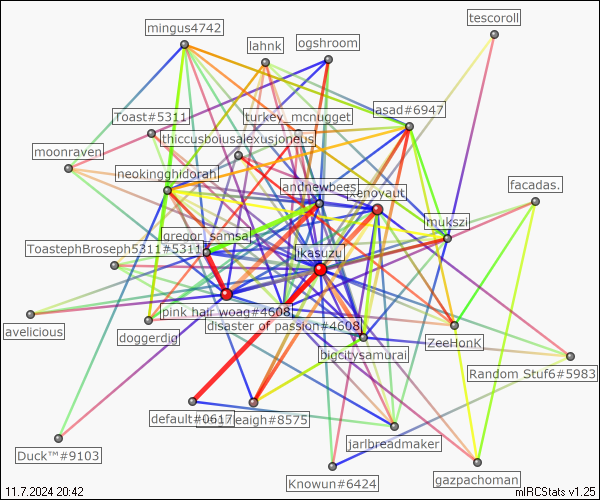 tescoroll
mingus4742
ogshroom
lahnk
asad#6947
Toast#5311
turkey_mcnugget
thiccusboiusalexusjoneus
moonraven
neokingghidorah
andnewbees
xenoyaut
facadas.
mukszi
gregor_samsa
ToastephBroseph5311#5311
ikasuzu
pink hair woag#4608
disaster of passion#4608
avelicious
doggerdig
ZeeHonK
bigcitysamurai
Random Stuf6#5983
default#0617
leigh#8575
jarlbreadmaker
Duck™#9103
Knowun#6424
gazpachoman
11.7.2024 20:42
mIRCStats v1.25